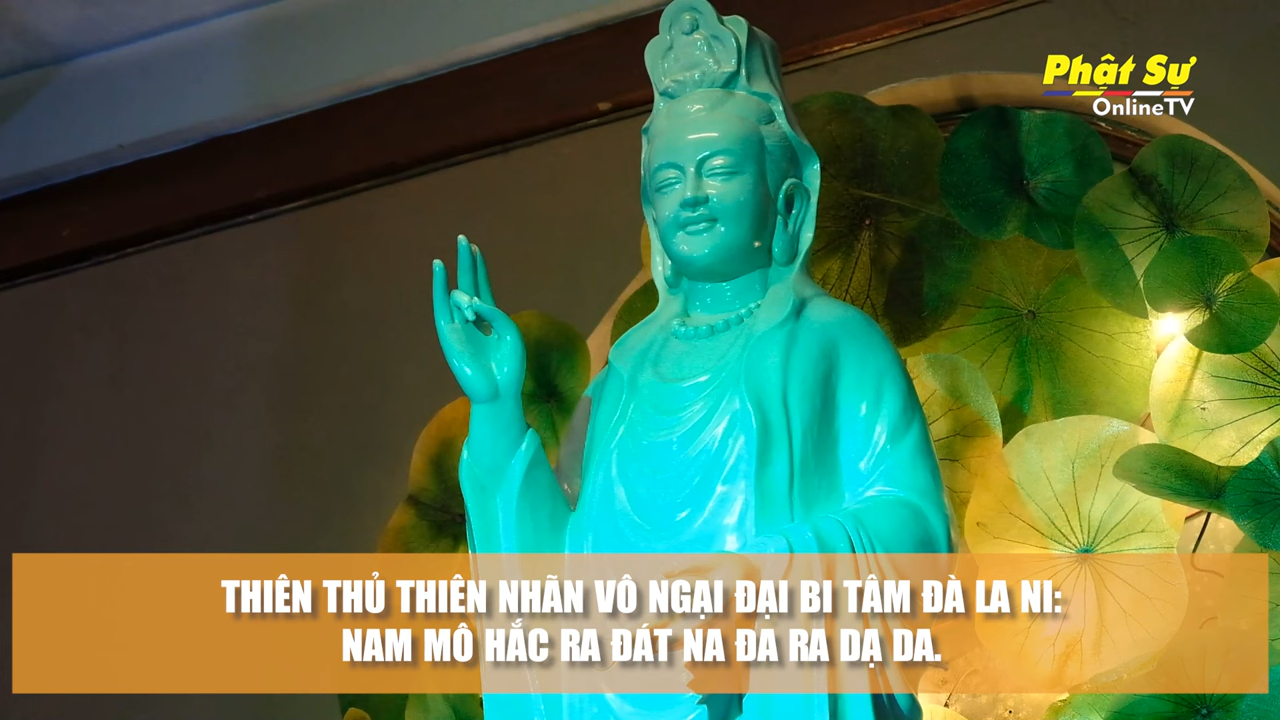 Phật Sự
OnlineTV
THIÊN THỦ THIÊN NHÃN VÔ NGẠI ĐẠI BI TÂM ĐÀ LA NI:
NAM MÔ HẮC RA ĐÁT NA ĐA RA DẠ DA.